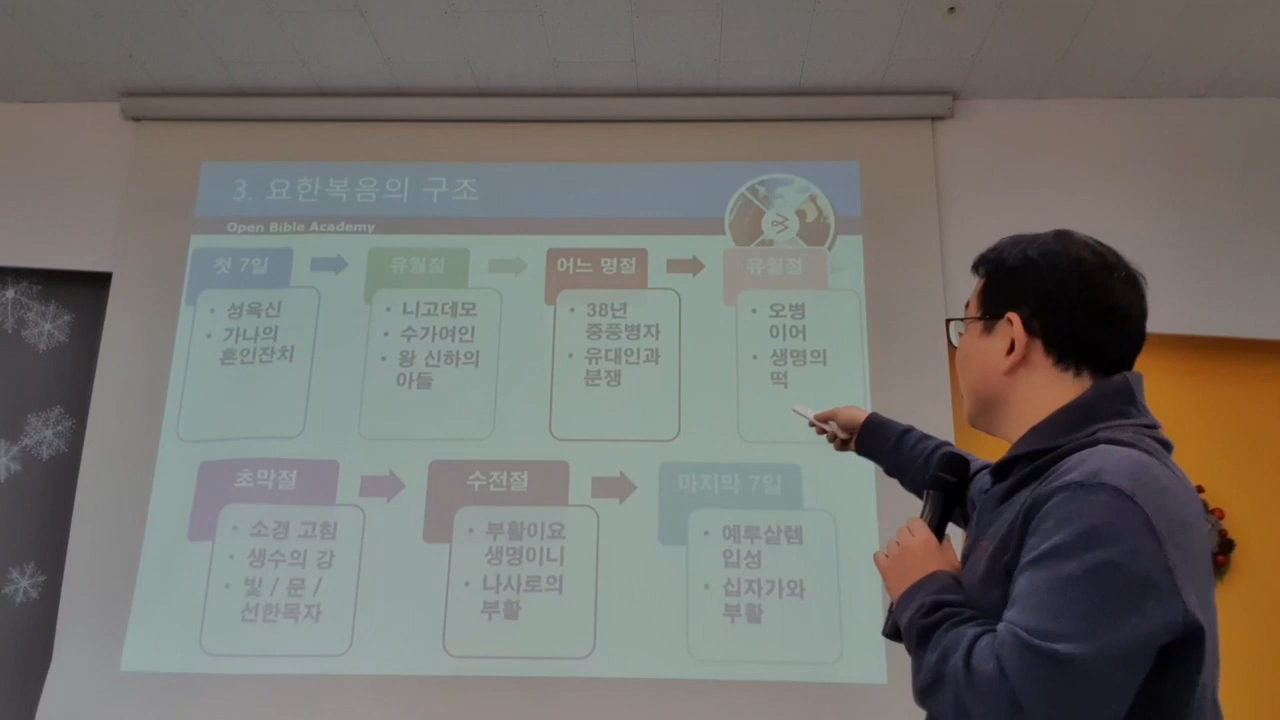 3. 요한복음의 구조
Open Bible Academy
첫 7일
유월절
어느 명절
유월절
• 성육신
• 가나의
혼인잔치
• 니고데모
• 수가여인
• 왕 신하의
아들
• 38년
중풍병자
• 유대인과
분쟁
• 오병
이어
• 생명의
떡
초막절
수전절
마지막 7일
• 소경 고침
• 생수의 강
• 빛 / 문 /
선한목자
• 부활이요
생명이니
• 나사로의
부활
• 예루살렘
입성
• 십자가와
부활